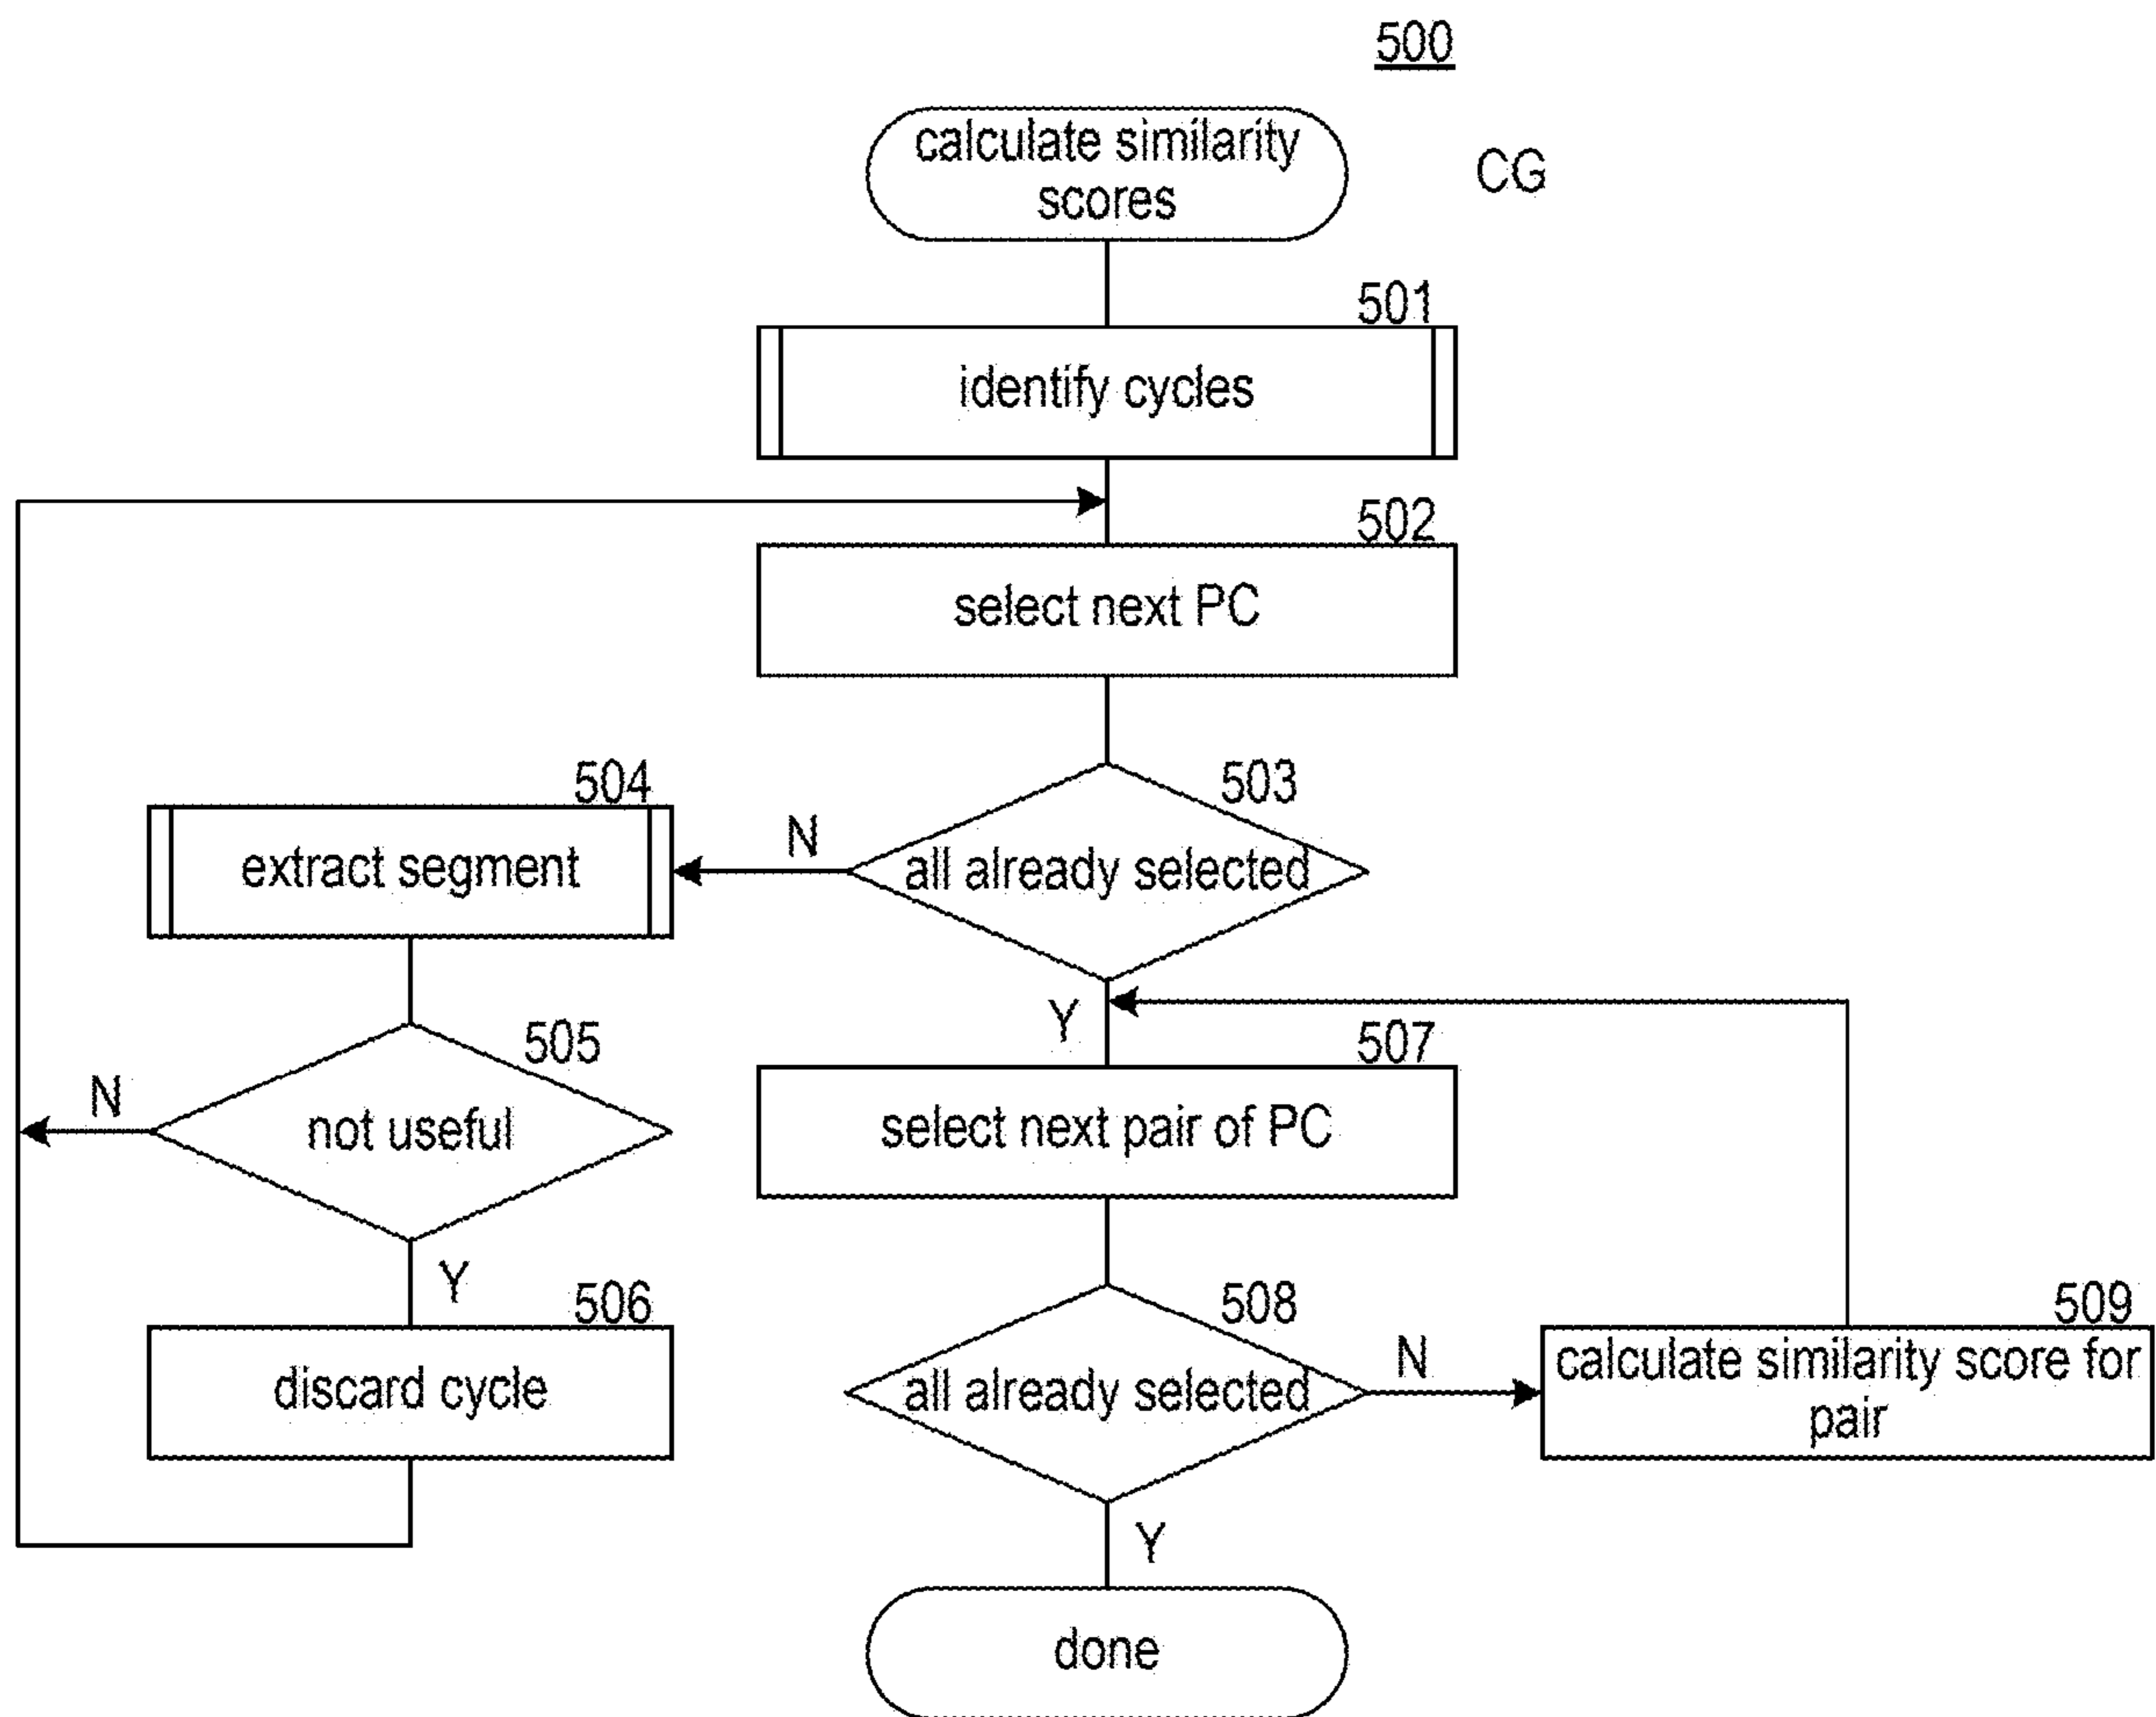 500
calculate similarity
scores
CG
501
identify cycles
502
select next PC
503
all already selected
N
504
extract segment
505
not useful
N
Y
506
discard cycle
Y
507
select next pair of PC
508
all already selected
N
509
calculate similarity score for
pair
Y
done